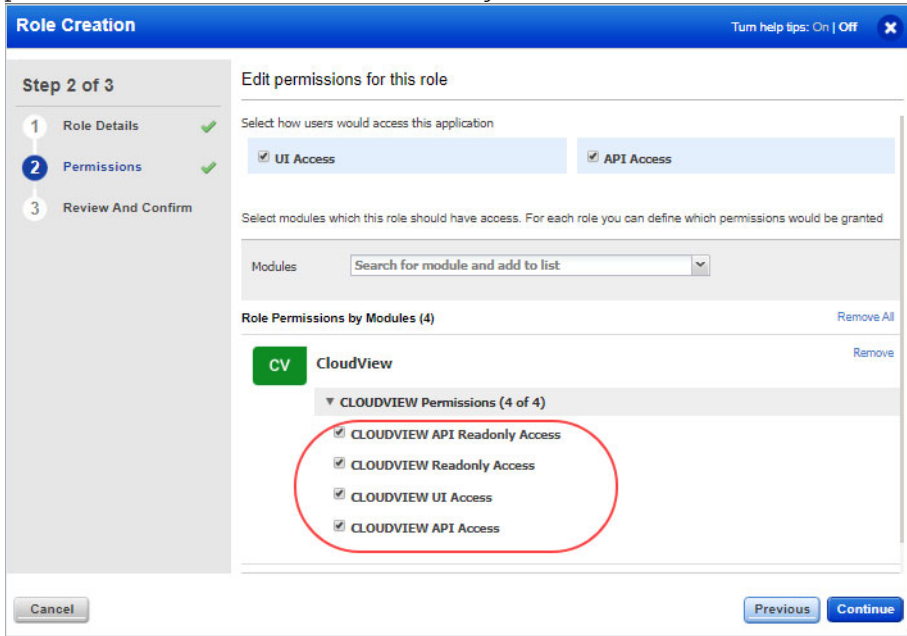 Role Creation
Turn help tips: On | Off
Step 2 of 3
1 Role Details
2 Permissions
3 Review And Confirm
Edit permissions for this role
Select how users would access this application
UI Access
API Access
Select modules which this role should have access. For each role you can define which permissions would be granted
Modules
Search for module and add to list
Role Permissions by Modules (4)
Remove All
CV
CloudView
Remove
CLOUDVIEW Permissions (4 of 4)
CLOUDVIEW API Readonly Access
CLOUDVIEW Readonly Access
CLOUDVIEW UI Access
CLOUDVIEW API Access
Cancel
Previous
Continue